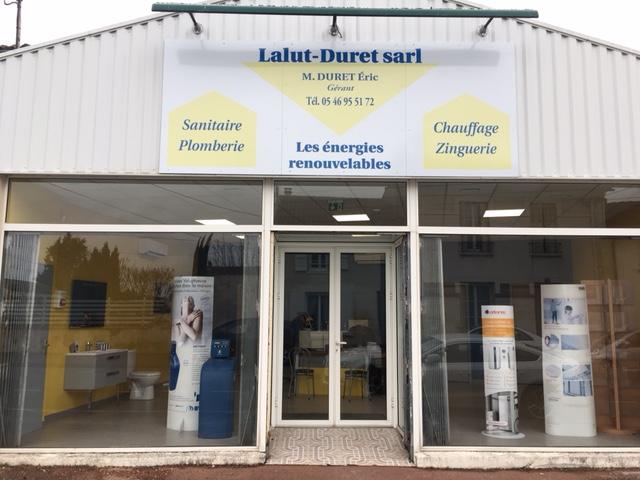 Lalut-Duret sarl
M. DURET Éric
Gérant
Tél. 05 46 95 51 72
Sanitaire
Plomberie
Les énergies
renouvelables
Chauffage
Zinguerie